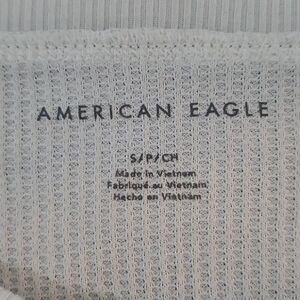 AMERICAN EAGLE
S/P/CH
Made in Vietnam
Fabriqué au Vietnam
Hecho en Vietnam